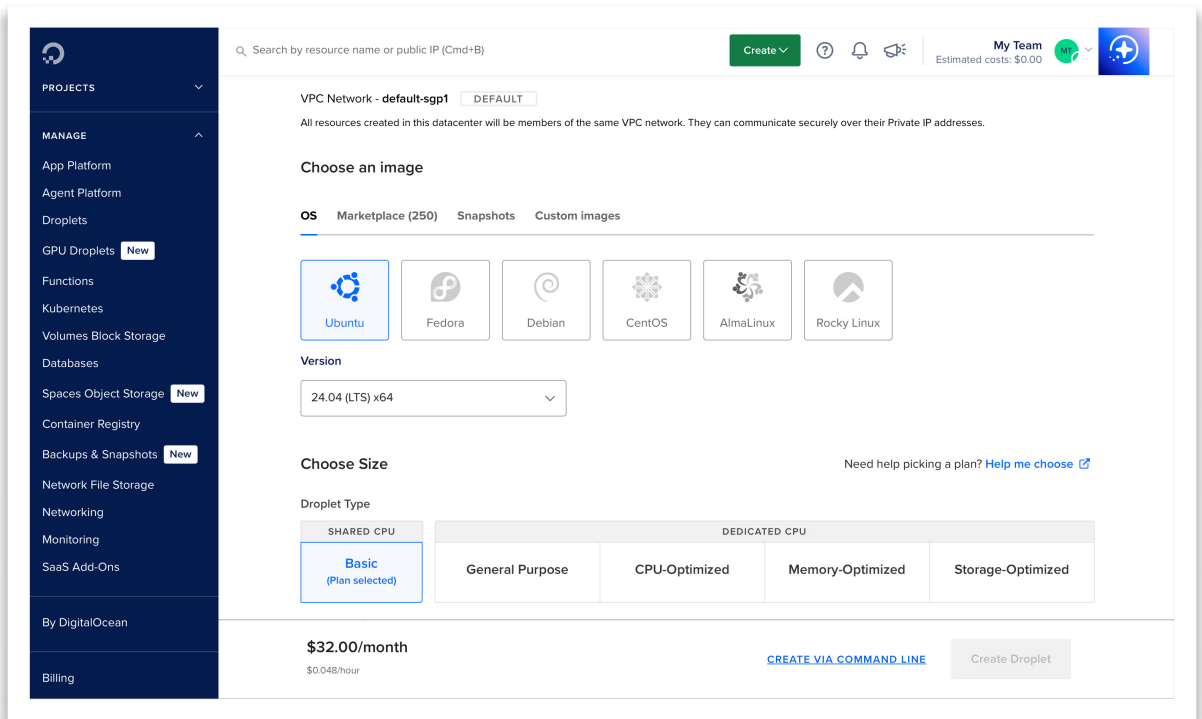 Search by resource name or public IP (Cmd+B)
Create
My Team
Estimated costs: $0.00
MT
PROJECTS
MANAGE
App Platform
Agent Platform
Droplets
GPU Droplets New
Functions
Kubernetes
Volumes Block Storage
Databases
Spaces Object Storage New
Container Registry
Backups & Snapshots New
Network File Storage
Networking
Monitoring
SaaS Add-Ons
By DigitalOcean
Billing
VPC Network - default-sgp1 DEFAULT
All resources created in this datacenter will be members of the same VPC network. They can communicate securely over their Private IP addresses.
Choose an image
OS Marketplace (250) Snapshots Custom images
Ubuntu Fedora Debian CentOS AlmaLinux Rocky Linux
Version
24.04 (LTS) x64
Choose Size
Need help picking a plan? Help me choose
Droplet Type
SHARED CPU DEDICATED CPU
Basic
(Plan selected)
General Purpose CPU-Optimized Memory-Optimized Storage-Optimized
$32.00/month
$0.048/hour
CREATE VIA COMMAND LINE Create Droplet